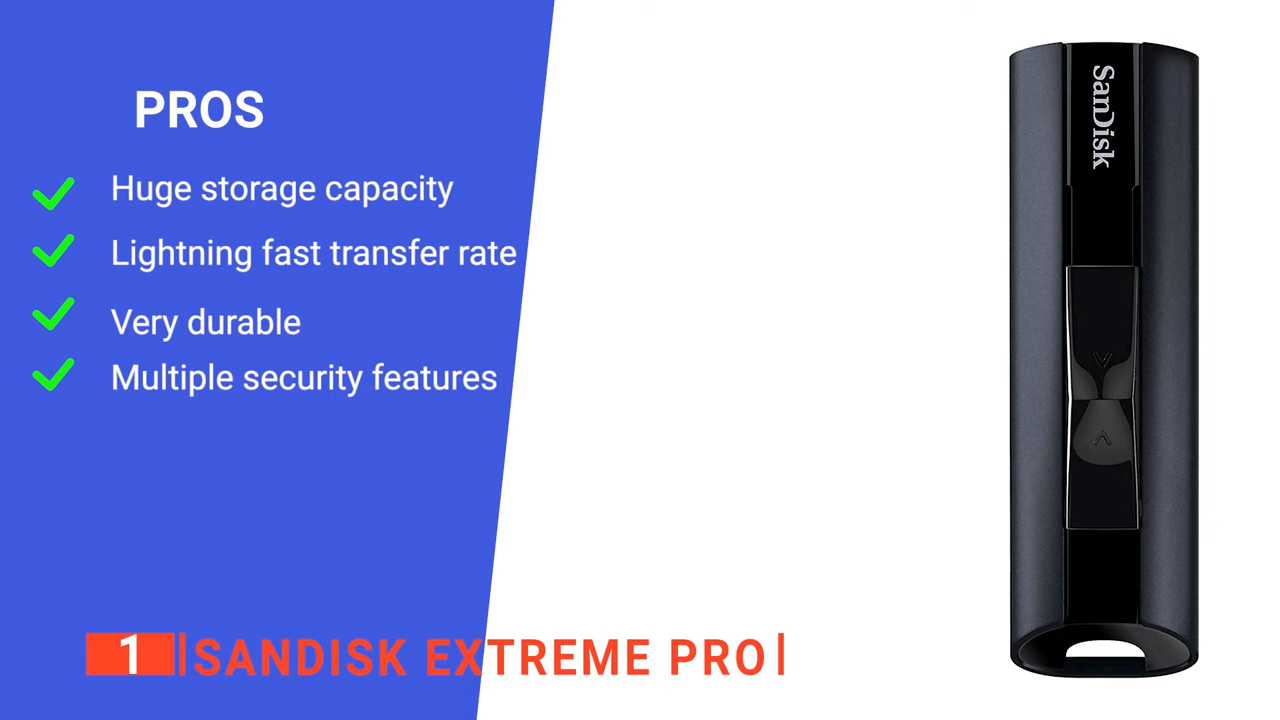 PROS
Huge storage capacity
Lightning fast transfer rate
Very durable
Multiple security features
SanDisk
1
SANDISK EXTREME PRO